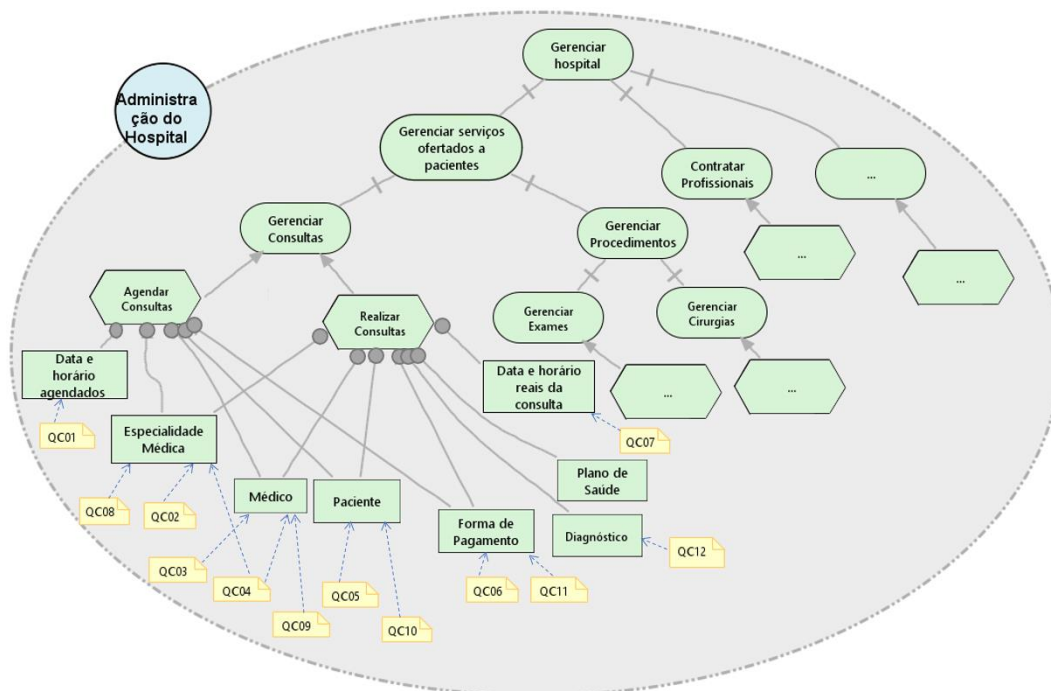 Gerenciar
hospital
Administra
ção do
Hospital
Gerenciar serviços
ofertados a
pacientes
Contratar
Profissionais
...
Gerenciar
Consultas
Gerenciar
Procedimentos
...
...
Agendar
Consultas
Realizar
Consultas
Gerenciar
Exames
Gerenciar
Cirurgias
Data e
horário
agendados
Data e horário
reais da
consulta
...
...
QC01
Especialidade
Médica
QC07
Plano de
Saúde
Médico
Paciente
QC08
QC02
Forma de
Pagamento
Diagnóstico
QC12
QC03
QC04
QC05
QC06
QC11
QC09
QC10